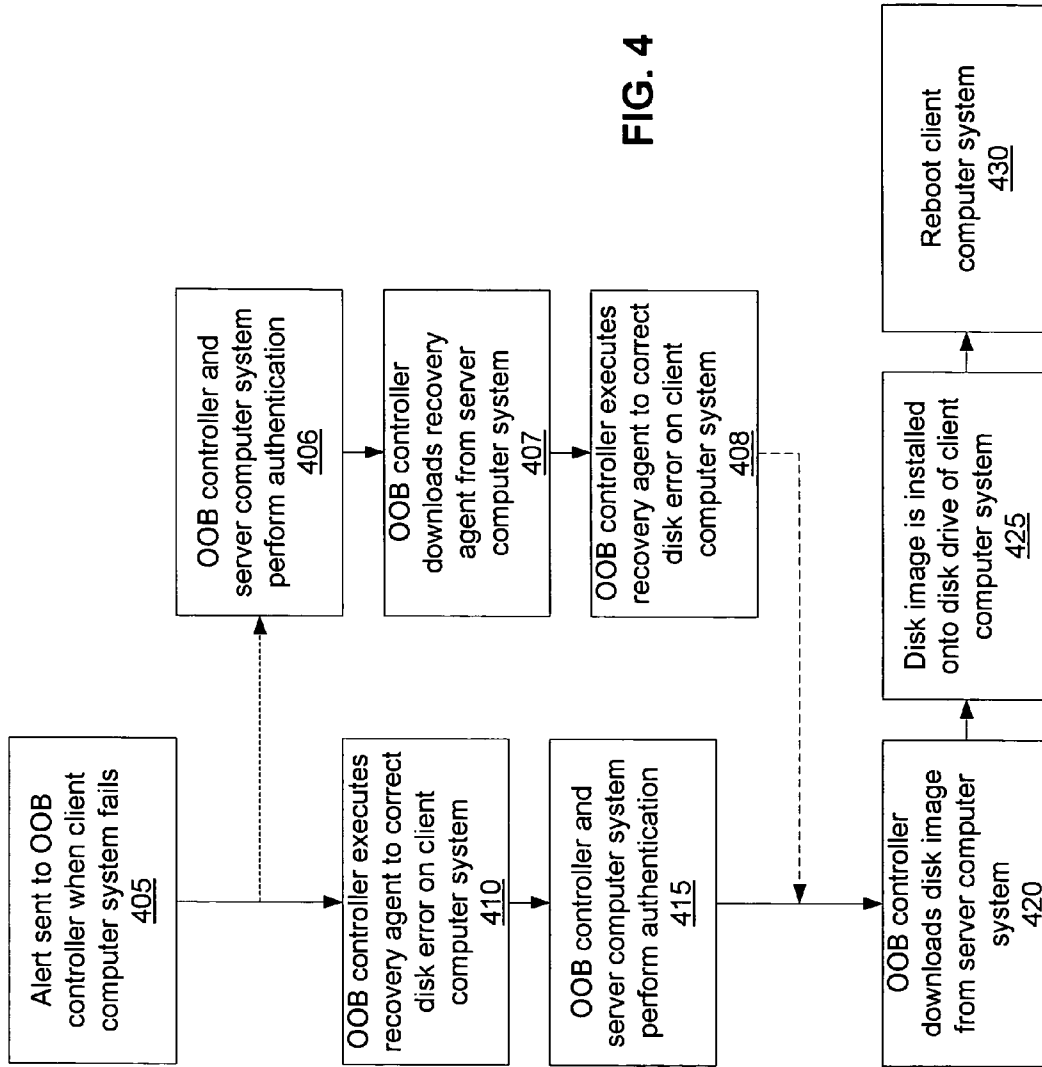 Alert sent to OOB
controller when client
computer system fails
405
OOB controller and
server computer system
perform authentication
406
OOB controller
downloads recovery
agent from server
computer system
407
OOB controller executes
recovery agent to correct
disk error on client
computer system
408
OOB controller executes
recovery agent to correct
disk error on client
computer system
410
OOB controller and
server computer system
perform authentication
415
OOB controller
downloads disk image
from server computer
system
420
Disk image is installed
onto disk drive of client
computer system
425
Reboot client
computer system
430
FIG. 4